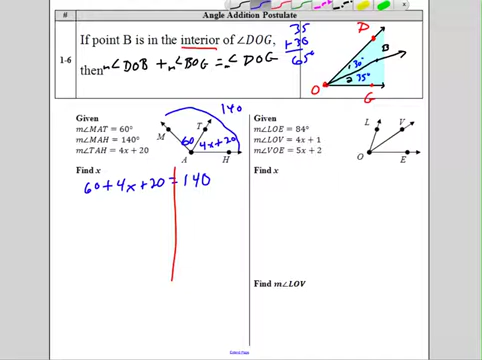 #
Angle Addition Postulate
1-6
If point B is in the interior of ∠DOG,
then m∠DOB + m∠BOG = m∠DOG
35
+30
65°
D
B
1 30°
2 35°
O
G
Given
m∠MAT = 60°
m∠MAH = 140°
m∠TAH = 4x + 20
140
M
T
60
4x+20
A
H
Find x
60 + 4x + 20 = 140
Given
m∠LOE = 84°
m∠LOV = 4x + 1
m∠VOE = 5x + 2
L
V
O
E
Find x
Find m∠LOV